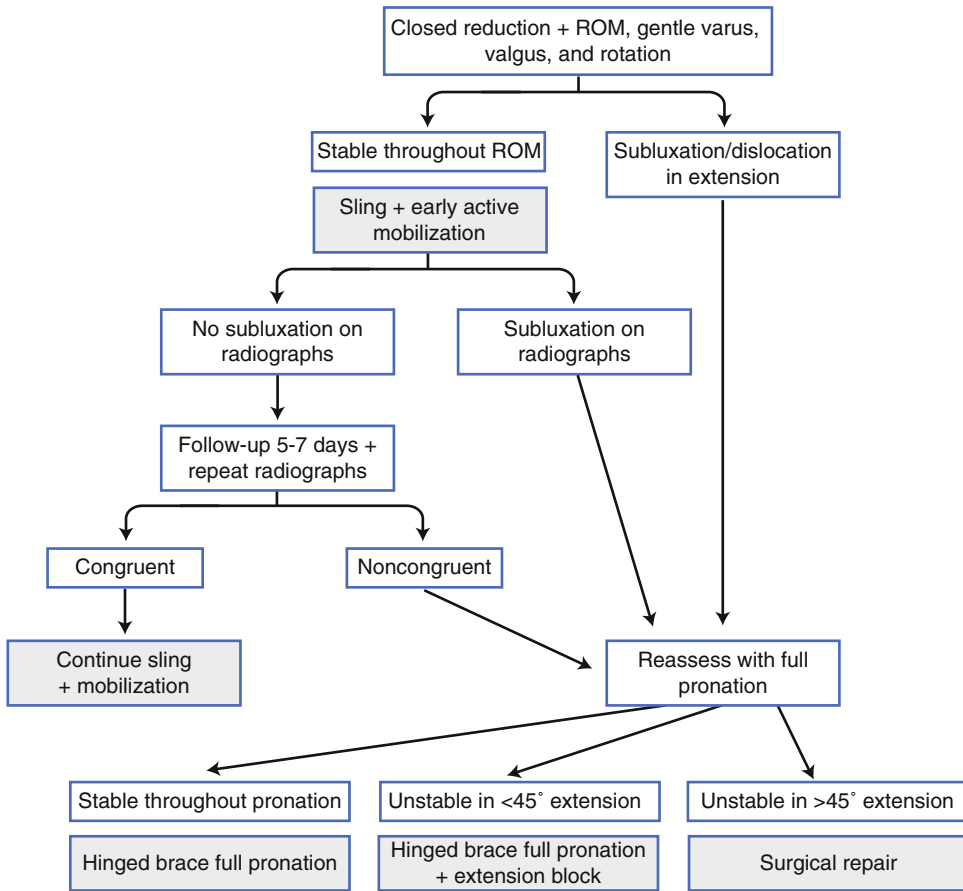 Closed reduction + ROM, gentle varus,
valgus, and rotation
Stable throughout ROM
Subluxation/dislocation
in extension
Sling + early active
mobilization
No subluxation on
radiographs
Subluxation on
radiographs
Follow-up 5-7 days +
repeat radiographs
Congruent
Noncongruent
Continue sling
+ mobilization
Reassess with full
pronation
Stable throughout pronation
Unstable in <45° extension
Unstable in >45° extension
Hinged brace full pronation
Hinged brace full pronation
+ extension block
Surgical repair